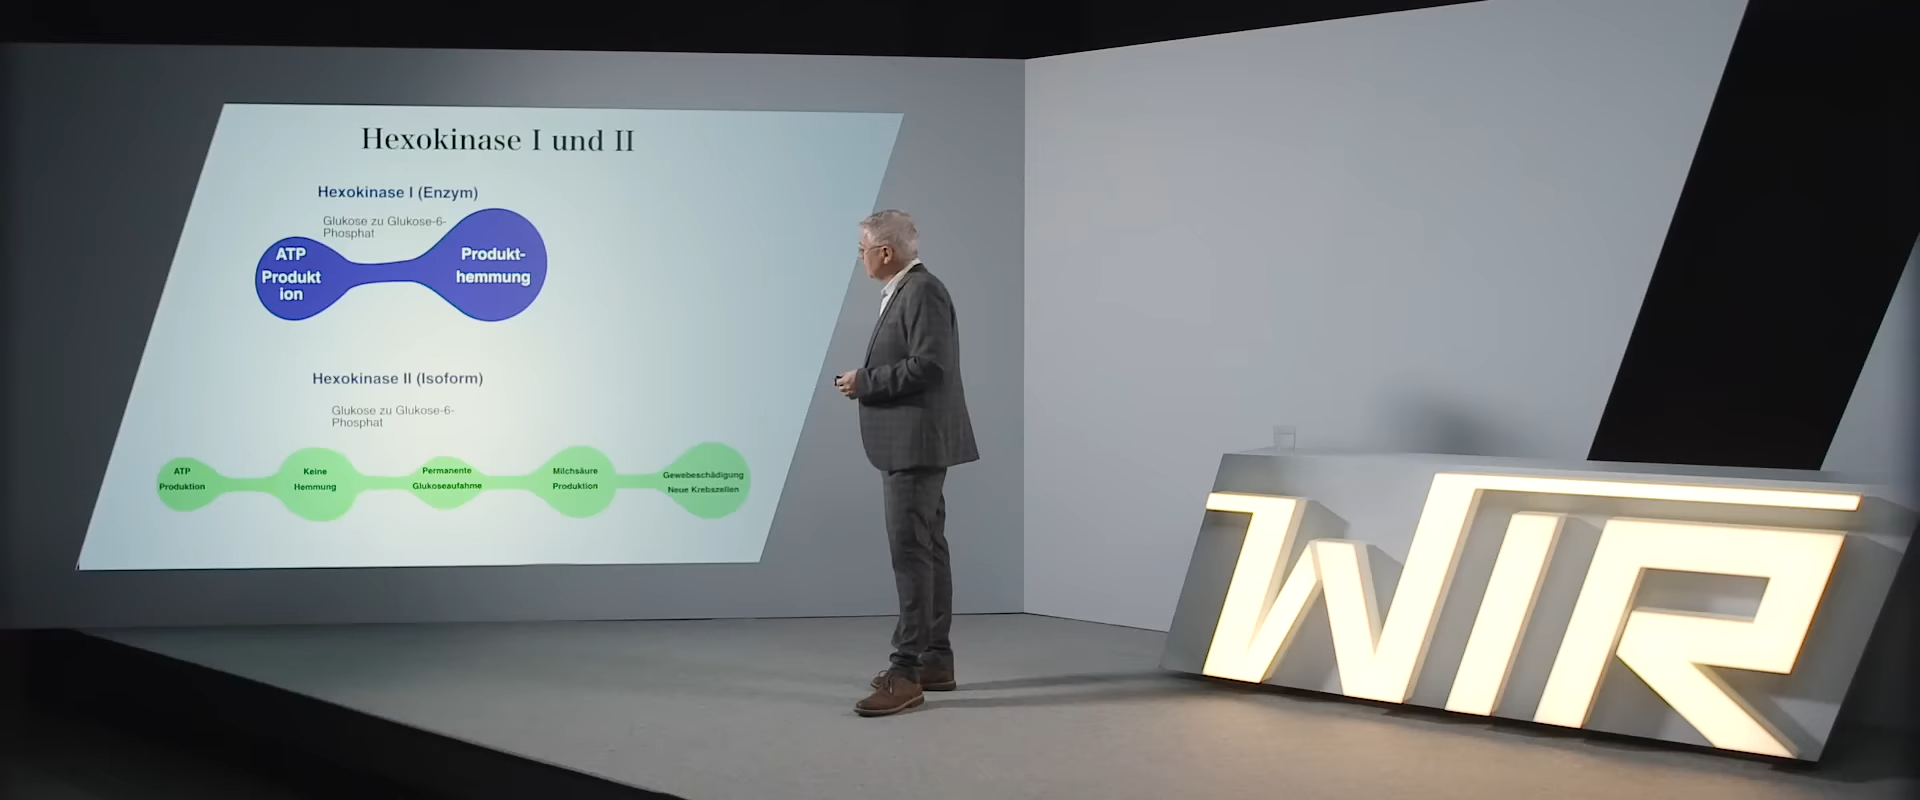 Hexokinase I und II
Hexokinase I (Enzym)
Glukose zu Glukose-6-
Phosphat
ATP
Produkt
ion
Produkt-
hemmung
Hexokinase II (Isoform)
Glukose zu Glukose-6-
Phosphat
ATP
Produktion
Keine
Hemmung
Permanente
Glukoseaufahme
Milchsäure
Produktion
Gewebeschädigung
Neue Krebszellen
WIR